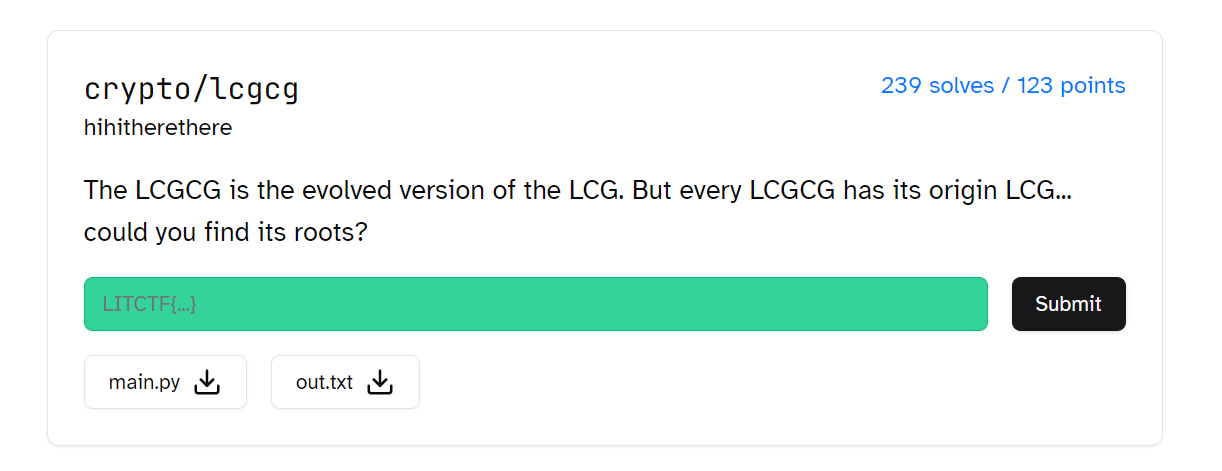 crypto/lcgcg
239 solves / 123 points
hihitherethere
The LCGCG is the evolved version of the LCG. But every LCGCG has its origin LCG...
could you find its roots?
LITCTF{...}
Submit
main.py
out.txt